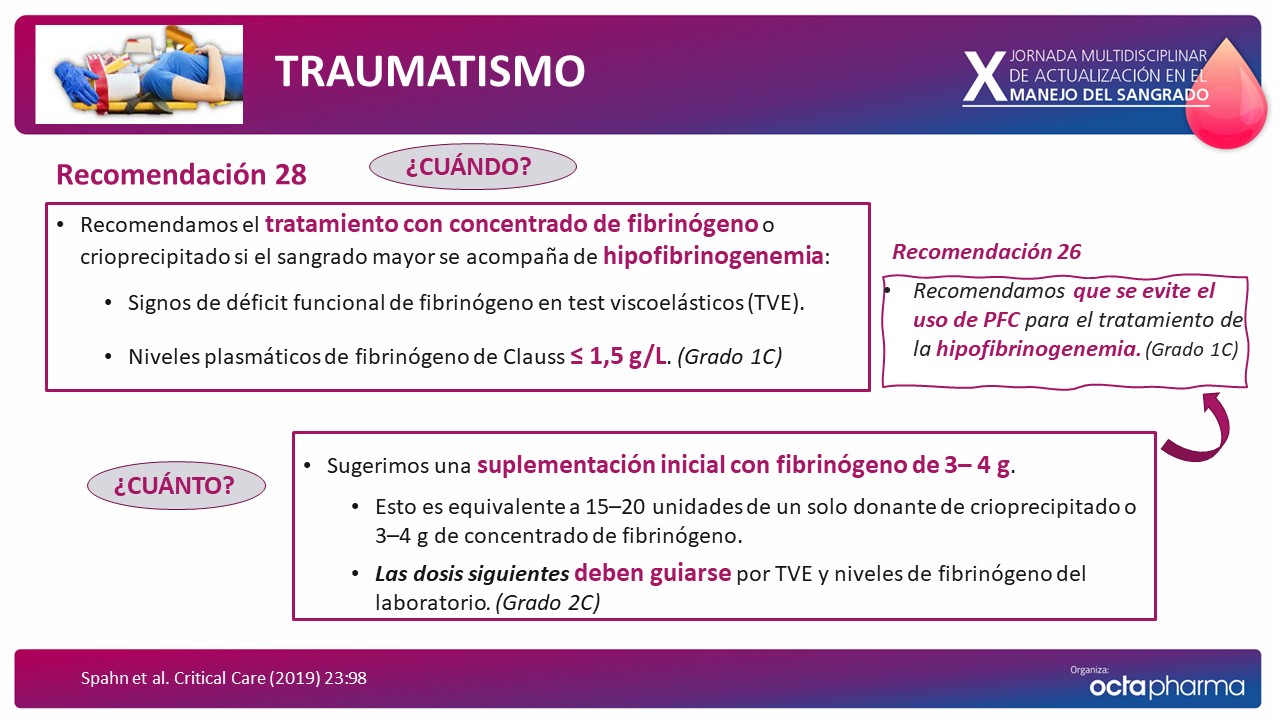 TRAUMATISMO
X JORNADA MULTIDISCIPLINAR
DE ACTUALIZACIÓN EN EL
MANEJO DEL SANGRADO
Recomendación 28
¿CUÁNDO?
• Recomendamos el tratamiento con concentrado de fibrinógeno o
crioprecipitado si el sangrado mayor se acompaña de hipofibrinogenemia:
• Signos de déficit funcional de fibrinógeno en test viscoelásticos (TVE).
• Niveles plasmáticos de fibrinógeno de Clauss ≤ 1,5 g/L. (Grado 1C)
Recomendación 26
• Recomendamos que se evite el
uso de PFC para el tratamiento de
la hipofibrinogenemia. (Grado 1C)
¿CUÁNTO?
• Sugerimos una suplementación inicial con fibrinógeno de 3– 4 g.
• Esto es equivalente a 15–20 unidades de un solo donante de crioprecipitado o
3–4 g de concentrado de fibrinógeno.
• Las dosis siguientes deben guiarse por TVE y niveles de fibrinógeno del
laboratorio. (Grado 2C)
Spahn et al. Critical Care (2019) 23:98
Organiza:
octapharma